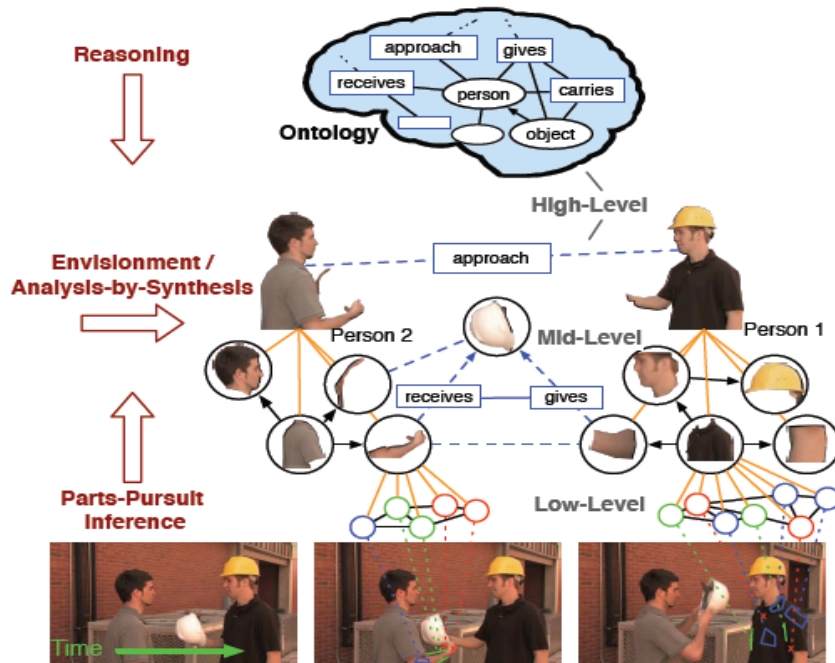 Reasoning
approach
gives
receives
person
carries
Ontology
object
High-Level
Envisionment /
Analysis-by-Synthesis
approach
Person 2
Mid-Level
Person 1
receives
gives
Parts-Pursuit
Inference
Low-Level
Time